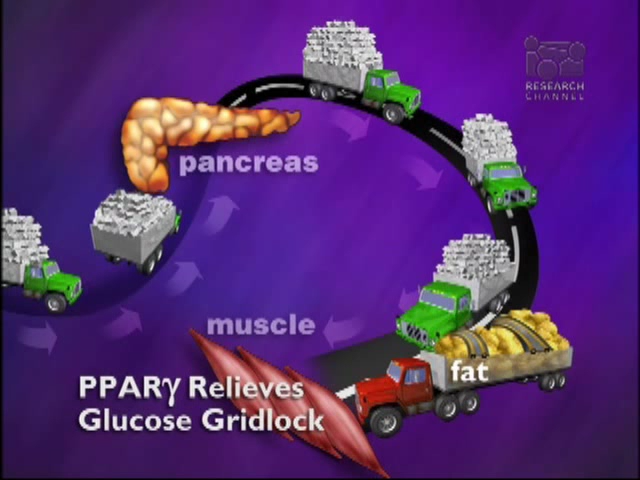 RESEARCH
CHANNEL
pancreas
muscle
fat
PPARγ Relieves
Glucose Gridlock